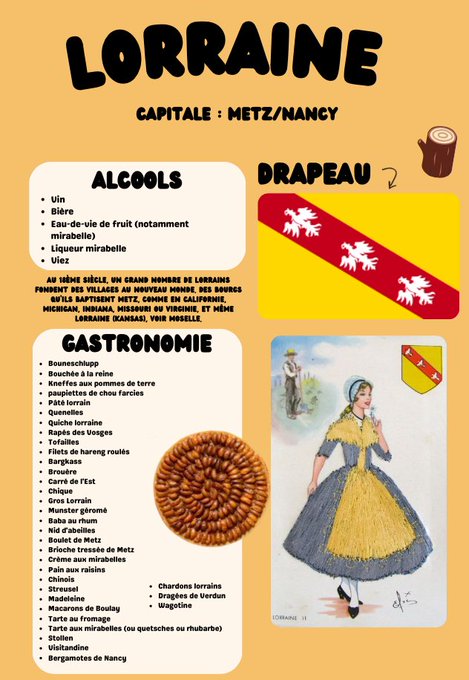 LORRAINE
CAPITALE : METZ/NANCY
ALCOOLS
• Vin
• Bière
• Eau-de-vie de fruit (notamment
mirabelle)
• Liqueur mirabelle
• Viez
DRAPEAU
AU 18ÈME SIÈCLE, UN GRAND NOMBRE DE LORRAINS
FONDENT DES VILLAGES AU NOUVEAU MONDE, DES BOURGS
QU'ILS BAPTISENT METZ, COMME EN CALIFORNIE,
MICHIGAN, INDIANA, MISSOURI OU VIRGINIE, ET MÊME
LORRAINE (KANSAS), VOIR MOSELLE.
GASTRONOMIE
• Bouneschlupp
• Bouchée à la reine
• Kneffes aux pommes de terre
• paupiettes de chou farcies
• Pâté lorrain
• Quenelles
• Quiche lorraine
• Rapés des Vosges
• Tofailles
• Filets de hareng roulés
• Bargkass
• Brouère
• Carré de l'Est
• Chique
• Gros Lorrain
• Munster géromé
• Baba au rhum
• Nid d'abeilles
• Boulet de Metz
• Brioche tressée de Metz
• Crème aux mirabelles
• Pain aux raisins
• Chinois
• Streusel
• Madeleine
• Macarons de Boulay
• Tarte au fromage
• Tarte aux mirabelles (ou quetsches ou rhubarbe)
• Stollen
• Visitandine
• Bergamotes de Nancy
• Chardons lorrains
• Dragées de Verdun
• Wagotine
LORRAINE 11